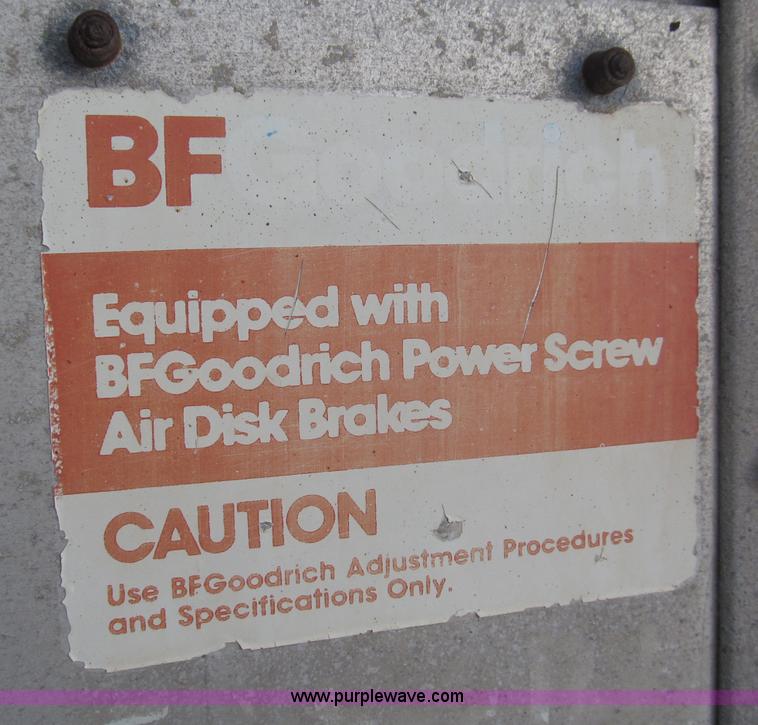 BFGoodrich
Equipped with
BFGoodrich Power Screw
Air Disk Brakes
CAUTION
Use BFGoodrich Adjustment Procedures
and Specifications Only.
www.purplewave.com